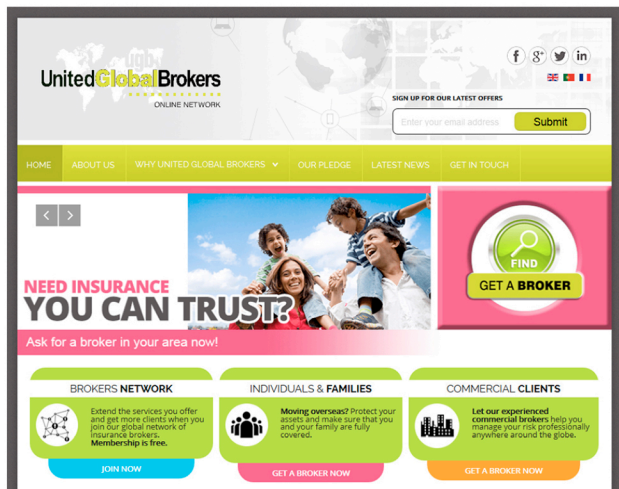 UnitedGlobalBrokers
ONLINE NETWORK
f g+ in
SIGN UP FOR OUR LATEST OFFERS
Enter your email address
Submit
HOME ABOUT US WHY UNITED GLOBAL BROKERS OUR PLEDGE LATEST NEWS GET IN TOUCH
NEED INSURANCE
YOU CAN TRUST?
Ask for a broker in your area now!
FIND
GET A BROKER
BROKERS NETWORK
Extend the services you offer
and get more clients when you
join our global network of
insurance brokers.
Membership is free.
JOIN NOW
INDIVIDUALS & FAMILIES
Moving overseas? Protect your
assets and make sure that you
and your family are fully
covered.
GET A BROKER NOW
COMMERCIAL CLIENTS
Let our experienced
commercial brokers help you
manage your risk professionally
anywhere around the globe.
GET A BROKER NOW